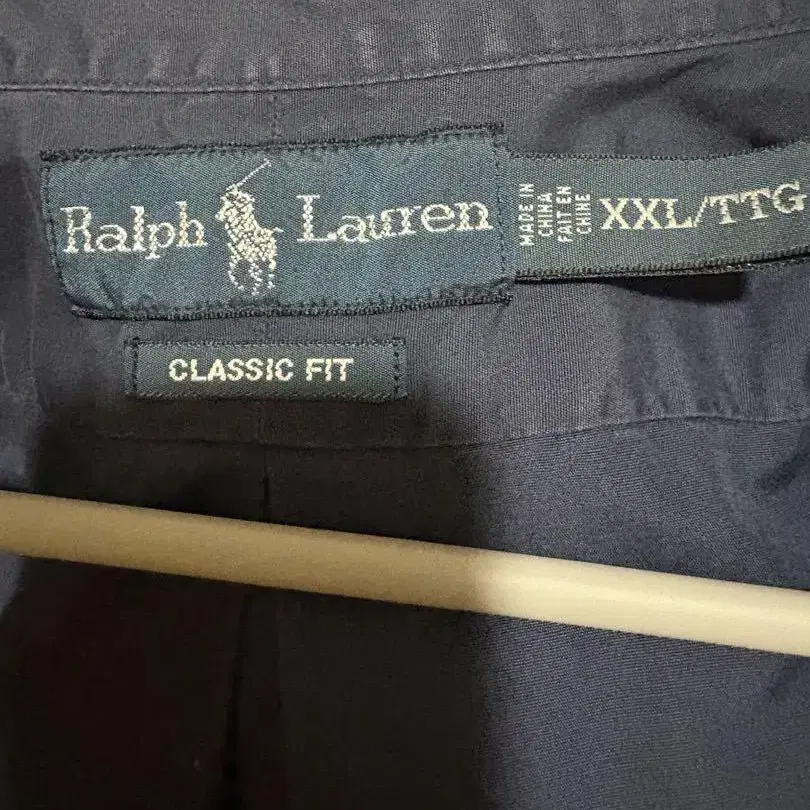 Ralph Lauren
MADE IN
CHINA
FAIT EN
CHINE
XXL/TTG
CLASSIC FIT